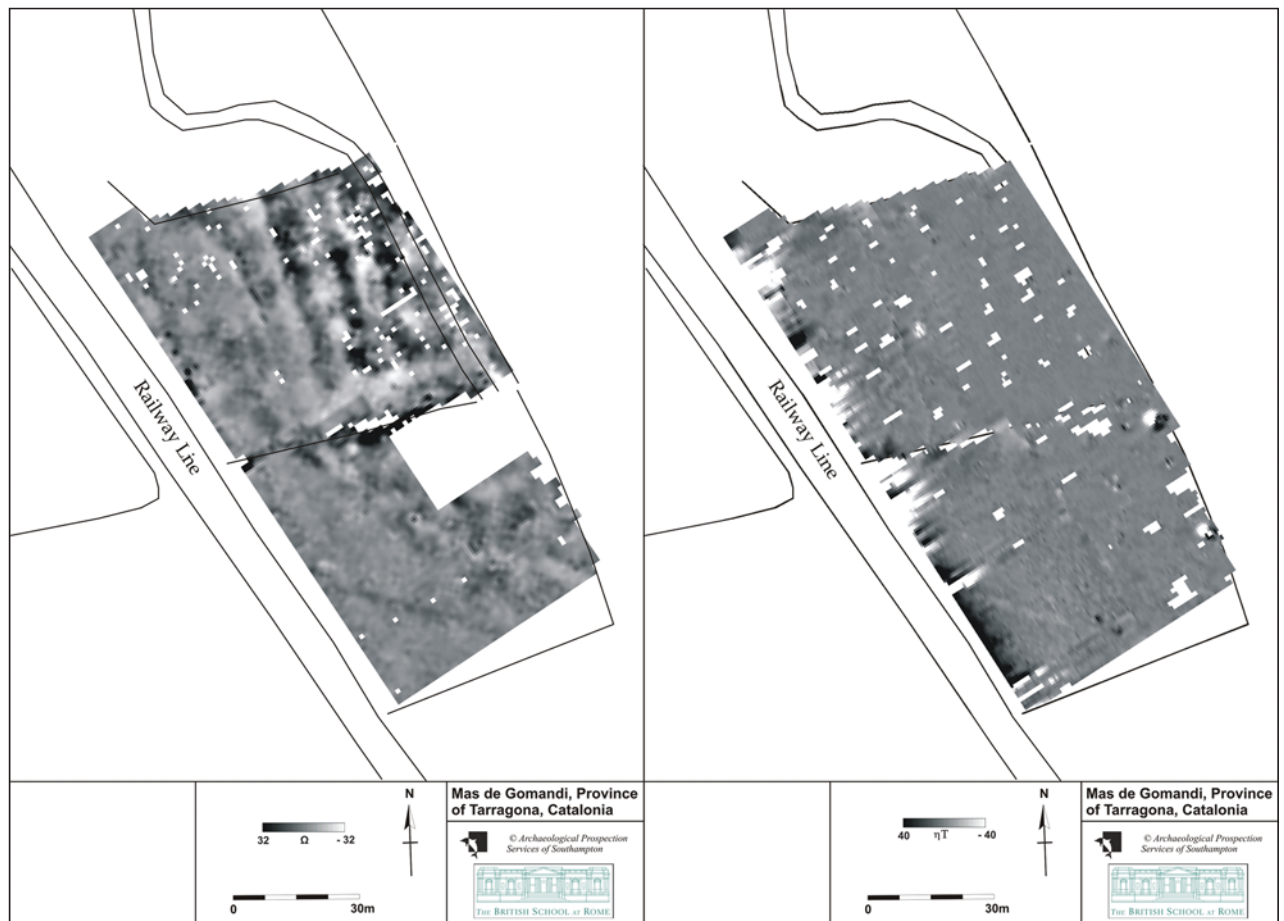 Railway Line
N
32 Ω - 32
0 30m
Mas de Gomandi, Province
of Tarragona, Catalonia
© Archaeological Prospection
Services of Southampton
THE BRITISH SCHOOL AT ROME
Railway Line
N
40 ηT - 40
0 30m
Mas de Gomandi, Province
of Tarragona, Catalonia
© Archaeological Prospection
Services of Southampton
THE BRITISH SCHOOL AT ROME